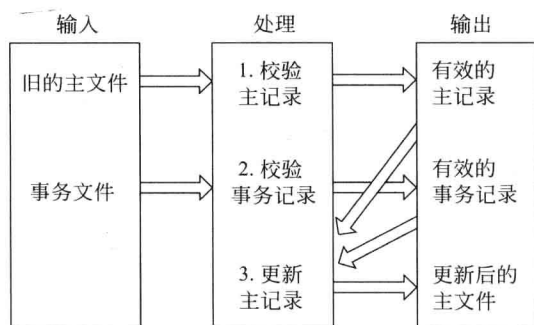 输入
处理
输出
旧的主文件
1. 校验
主记录
有效的
主记录
事务文件
2. 校验
事务记录
有效的
事务记录
3. 更新
主记录
更新后的
主文件